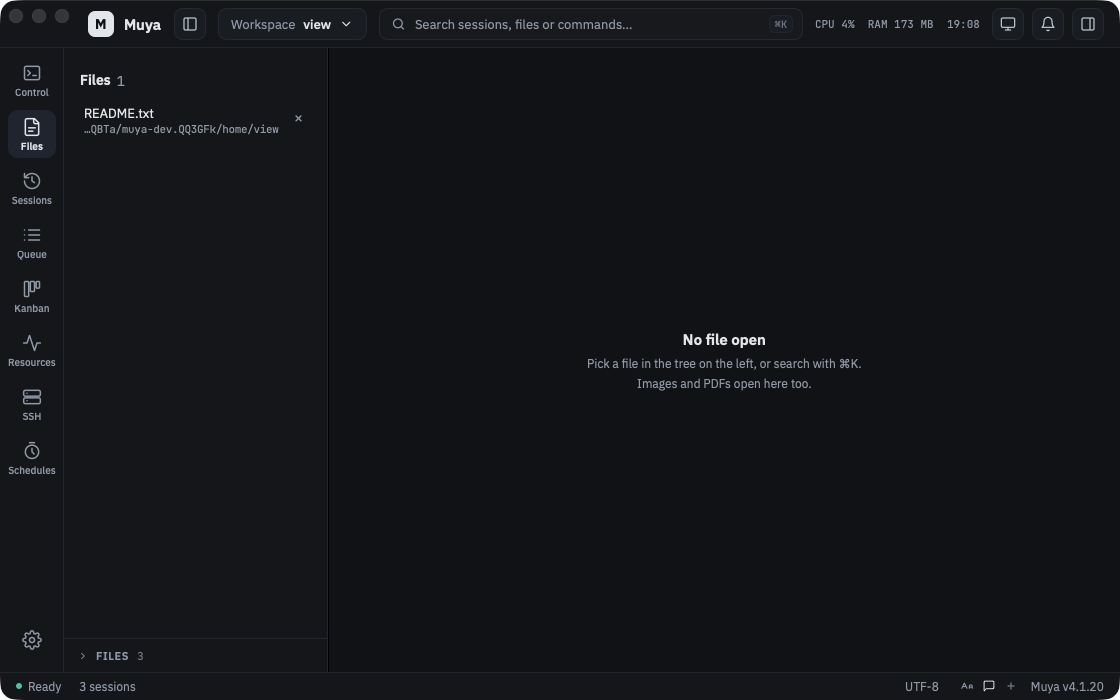 M Muya Workspace view Search sessions, files or commands... ⌘K CPU 4% RAM 173 MB 19:08
Control
Files
Sessions
Queue
Kanban
Resources
SSH
Schedules
Files 1
README.txt
…QBTa/muya-dev.QQ3GFk/home/view
No file open
Pick a file in the tree on the left, or search with ⌘K.
Images and PDFs open here too.
FILES 3
Ready 3 sessions UTF-8 Aa Muya v4.1.20